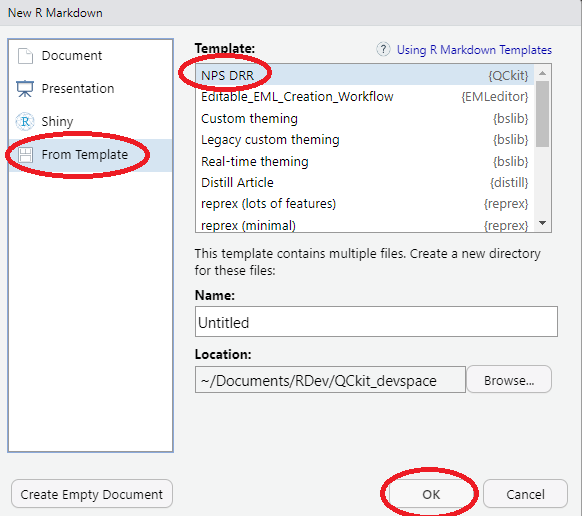 New R Markdown
Document
Presentation
Shiny
From Template
Template:
Using R Markdown Templates
NPS DRR {QCkit}
Editable_EML_Creation_Workflow {EMLeditor}
Custom theming {bslib}
Legacy custom theming {bslib}
Real-time theming {bslib}
Distill Article {distill}
reprex (lots of features) {reprex}
reprex (minimal) {reprex}
This template contains multiple files. Create a new directory
for these files:
Name:
Untitled
Location:
~/Documents/RDev/QCkit_devspace
Browse...
Create Empty Document
OK
Cancel